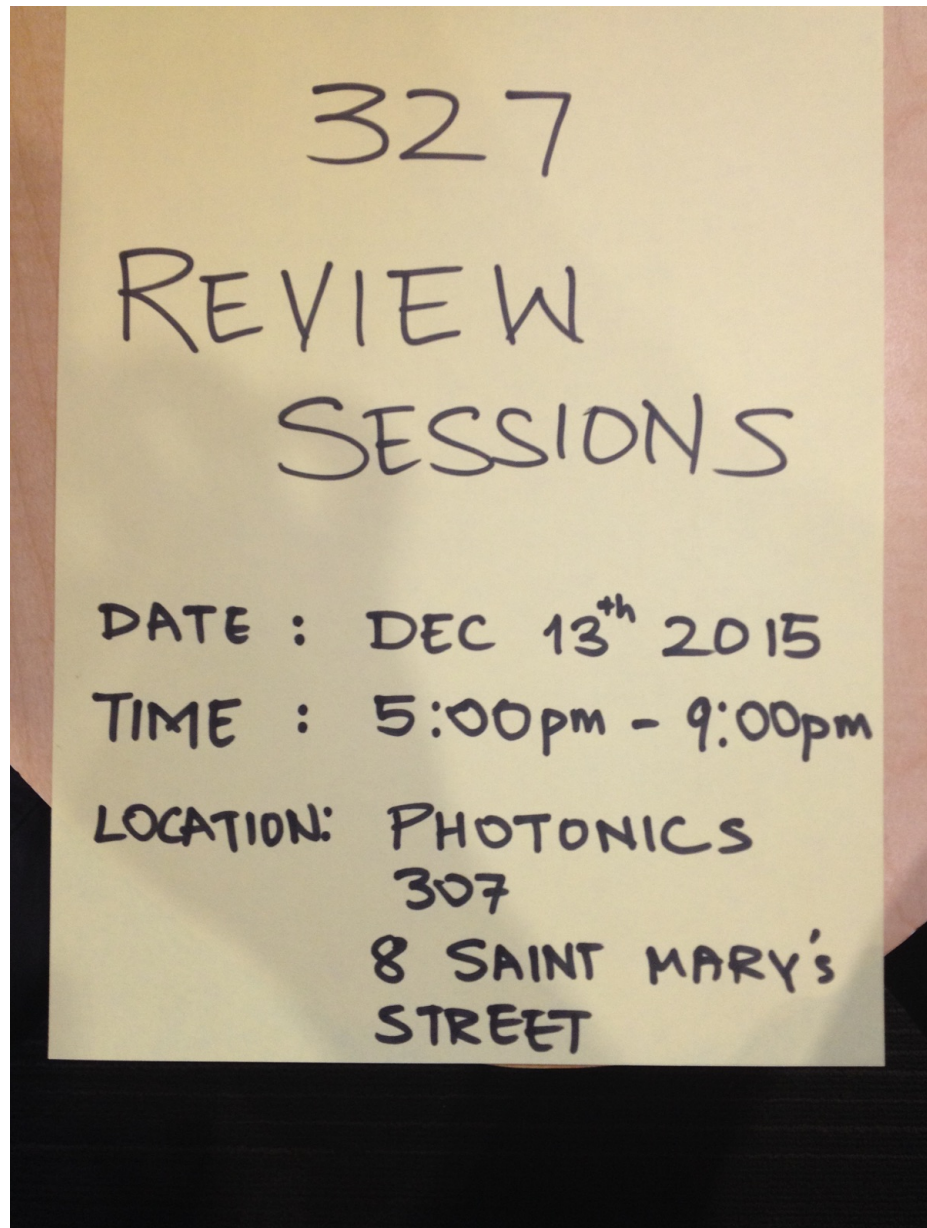 327
REVIEW
SESSIONS
DATE : DEC 13th 2015
TIME : 5:00pm - 9:00pm
LOCATION: PHOTONICS
307
8 SAINT MARY's
STREET